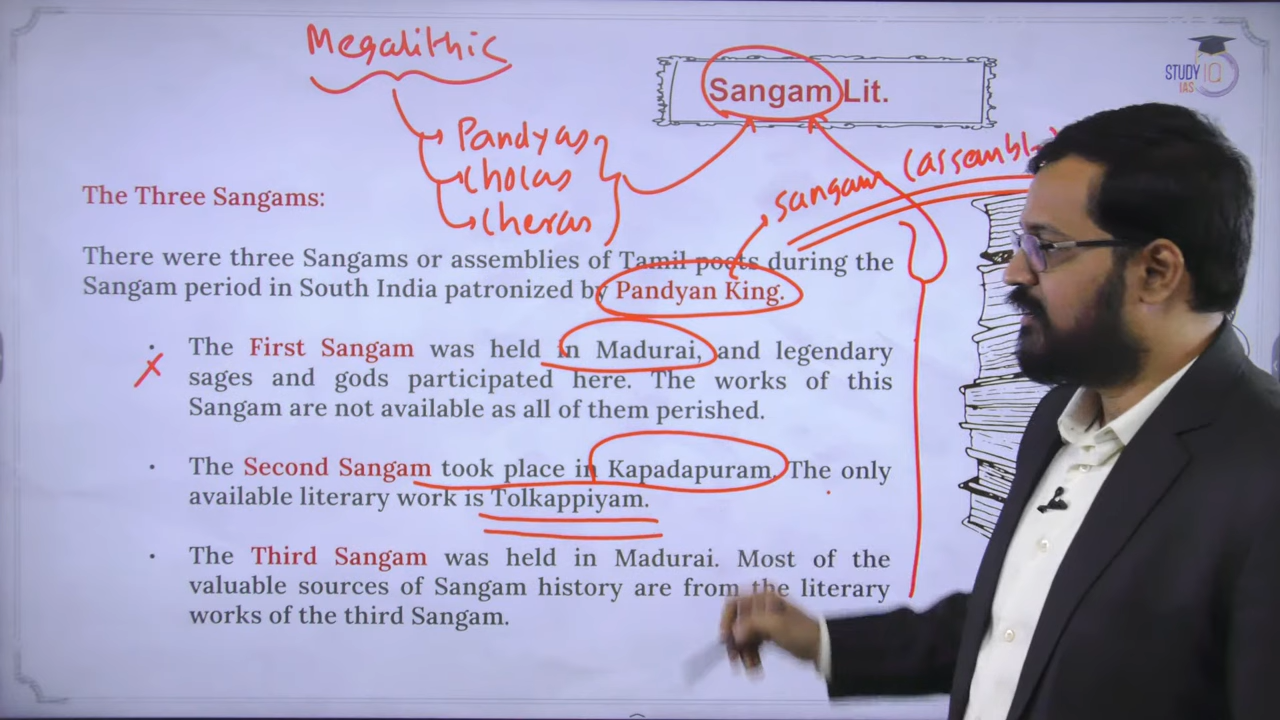 Megalithic
Sangam Lit.
STUDY IQ
IAS
Pandyas
Cholas
Cheras
sangam
The Three Sangams:
There were three Sangams or assemblies of Tamil poets during the
Sangam period in South India patronized by Pandyan King.
· The First Sangam was held in Madurai, and legendary
sages and gods participated here. The works of this
Sangam are not available as all of them perished.
· The Second Sangam took place in Kapadapuram. The only
available literary work is Tolkappiyam.
· The Third Sangam was held in Madurai. Most of the
valuable sources of Sangam history are from the literary
works of the third Sangam.